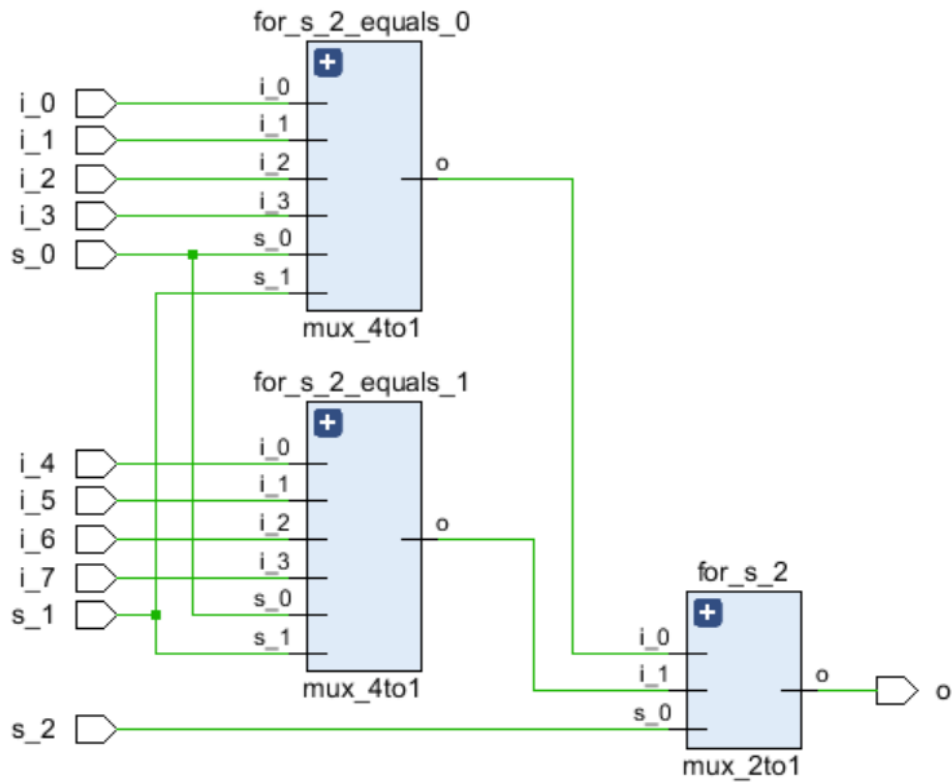 for_s_2_equals_0
i_0 i_0
i_1 i_1
i_2 i_2 o
i_3 i_3
s_0 s_0
s_1
mux_4to1
for_s_2_equals_1
i_4 i_0
i_5 i_1
i_6 i_2 o
i_7 i_3
s_1 s_0
s_1
mux_4to1
for_s_2
i_0
i_1 o o
s_2 s_0
mux_2to1